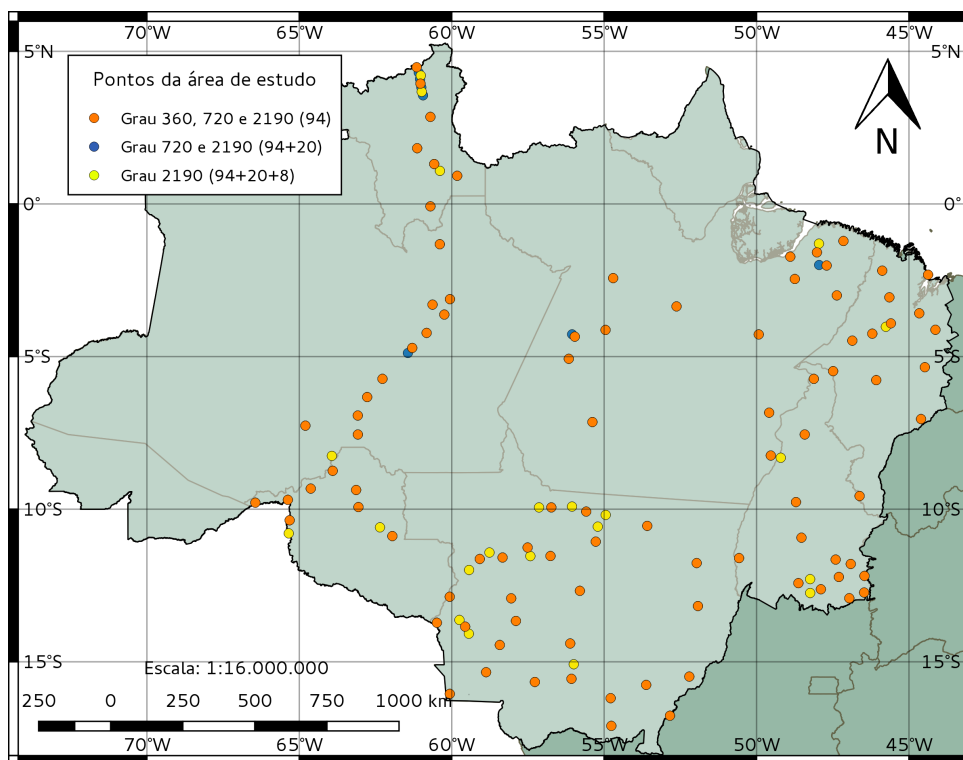 70°W 65°W 60°W 55°W 50°W 45°W
5°N 5°N
Pontos da área de estudo
Grau 360, 720 e 2190 (94)
Grau 720 e 2190 (94+20)
Grau 2190 (94+20+8)
N
0° 0°
5°S 5°S
10°S 10°S
15°S 15°S
Escala: 1:16.000.000
250 0 250 500 750 1000 km
70°W 65°W 60°W 55°W 50°W 45°W